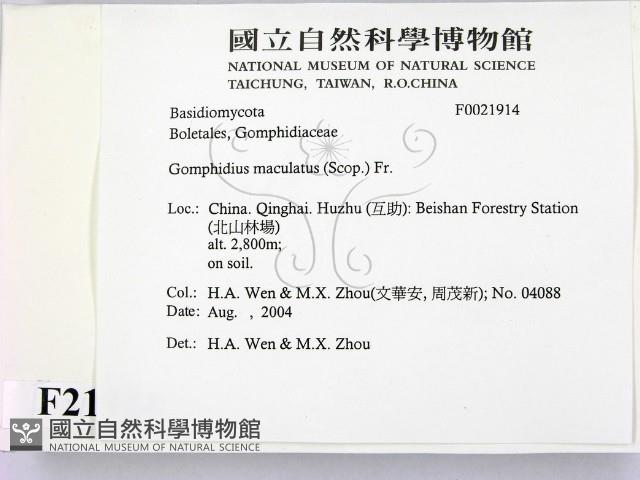 國立自然科學博物館
NATIONAL MUSEUM OF NATURAL SCIENCE
TAICHUNG, TAIWAN, R.O.CHINA
Basidiomycota F0021914
Boletales, Gomphidiaceae
Gomphidius maculatus (Scop.) Fr.
Loc.: China. Qinghai. Huzhu (互助): Beishan Forestry Station
(北山林場)
alt. 2,800m;
on soil.
Col.: H.A. Wen & M.X. Zhou(文華安, 周茂新); No. 04088
Date: Aug. , 2004
Det.: H.A. Wen & M.X. Zhou
F21
國立自然科學博物館
NATIONAL MUSEUM OF NATURAL SCIENCE